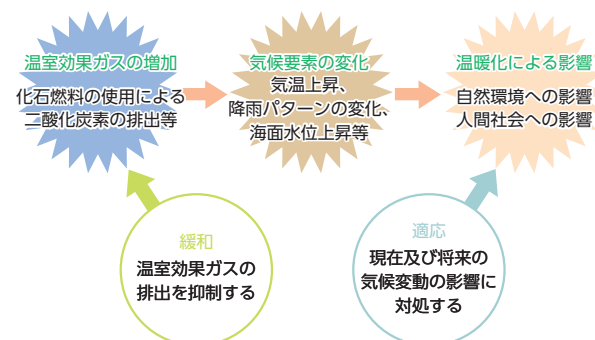 温室効果ガスの増加
化石燃料の使用による
二酸化炭素の排出等
気候要素の変化
気温上昇、
降雨パターンの変化、
海面水位上昇等
温暖化による影響
自然環境への影響
人間社会への影響
緩和
温室効果ガスの
排出を抑制する
適応
現在及び将来の
気候変動の影響に
対処する